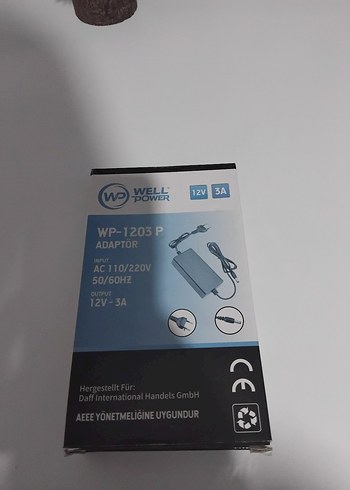 WP WELL
POWER
12V 3A
WP-1203 P
ADAPTÖR
INPUT
AC 110/220V
50/60HZ
OUTPUT
12V - 3A
CE
Hergestellt Für:
Daff International Handels GmbH
AEEE YÖNETMELİĞİNE UYGUNDUR